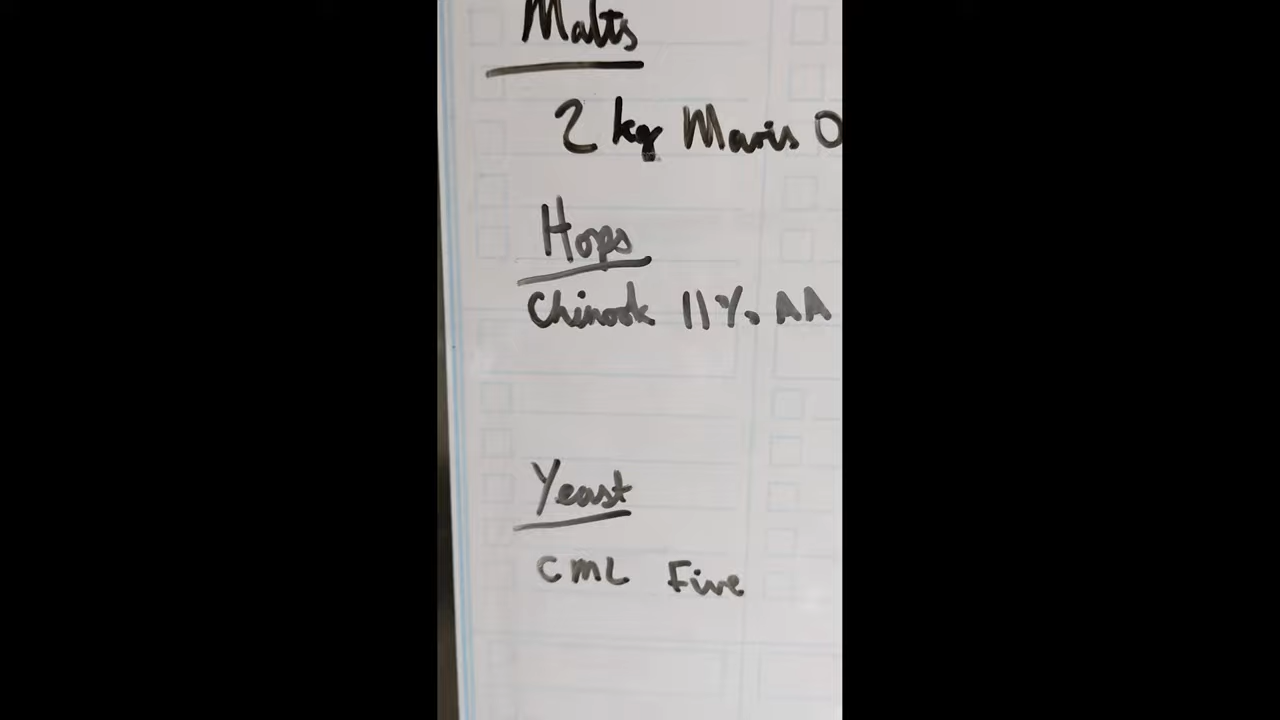 Malts
2 kg Maris O
Hops
Chinook 11% AA
Yeast
CML Five